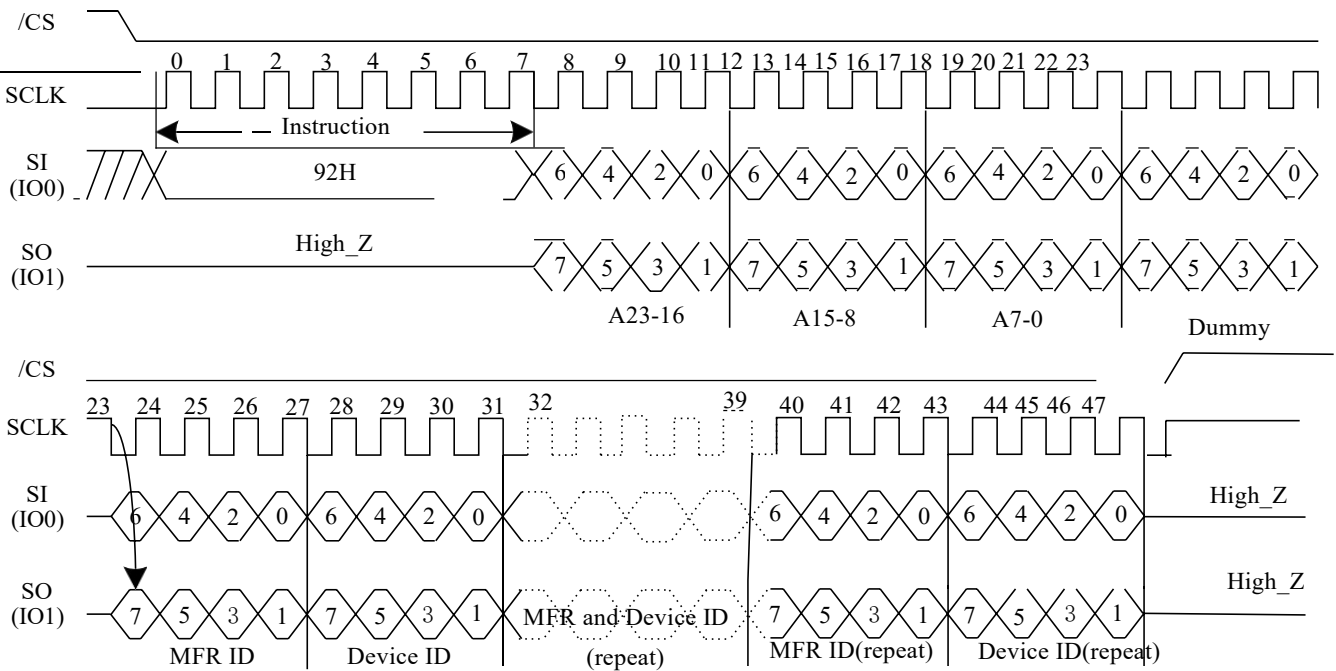 /CS
0 1 2 3 4 5 6 7 8 9 10 11 12 13 14 15 16 17 18 19 20 21 22 23
SCLK
Instruction
SI
(IO0)
92H
6 4 2 0 6 4 2 0 6 4 2 0 6 4 2 0
SO
(IO1)
High_Z
7 5 3 1 7 5 3 1 7 5 3 1 7 5 3 1
A23-16 A15-8 A7-0 Dummy
/CS
23 24 25 26 27 28 29 30 31 32 39 40 41 42 43 44 45 46 47
SCLK
SI
(IO0)
6 4 2 0 6 4 2 0 6 4 2 0 6 4 2 0
High_Z
SO
(IO1)
7 5 3 1 7 5 3 1 MFR and Device ID 7 5 3 1 7 5 3 1
High_Z
MFR ID Device ID (repeat) MFR ID(repeat) Device ID(repeat)